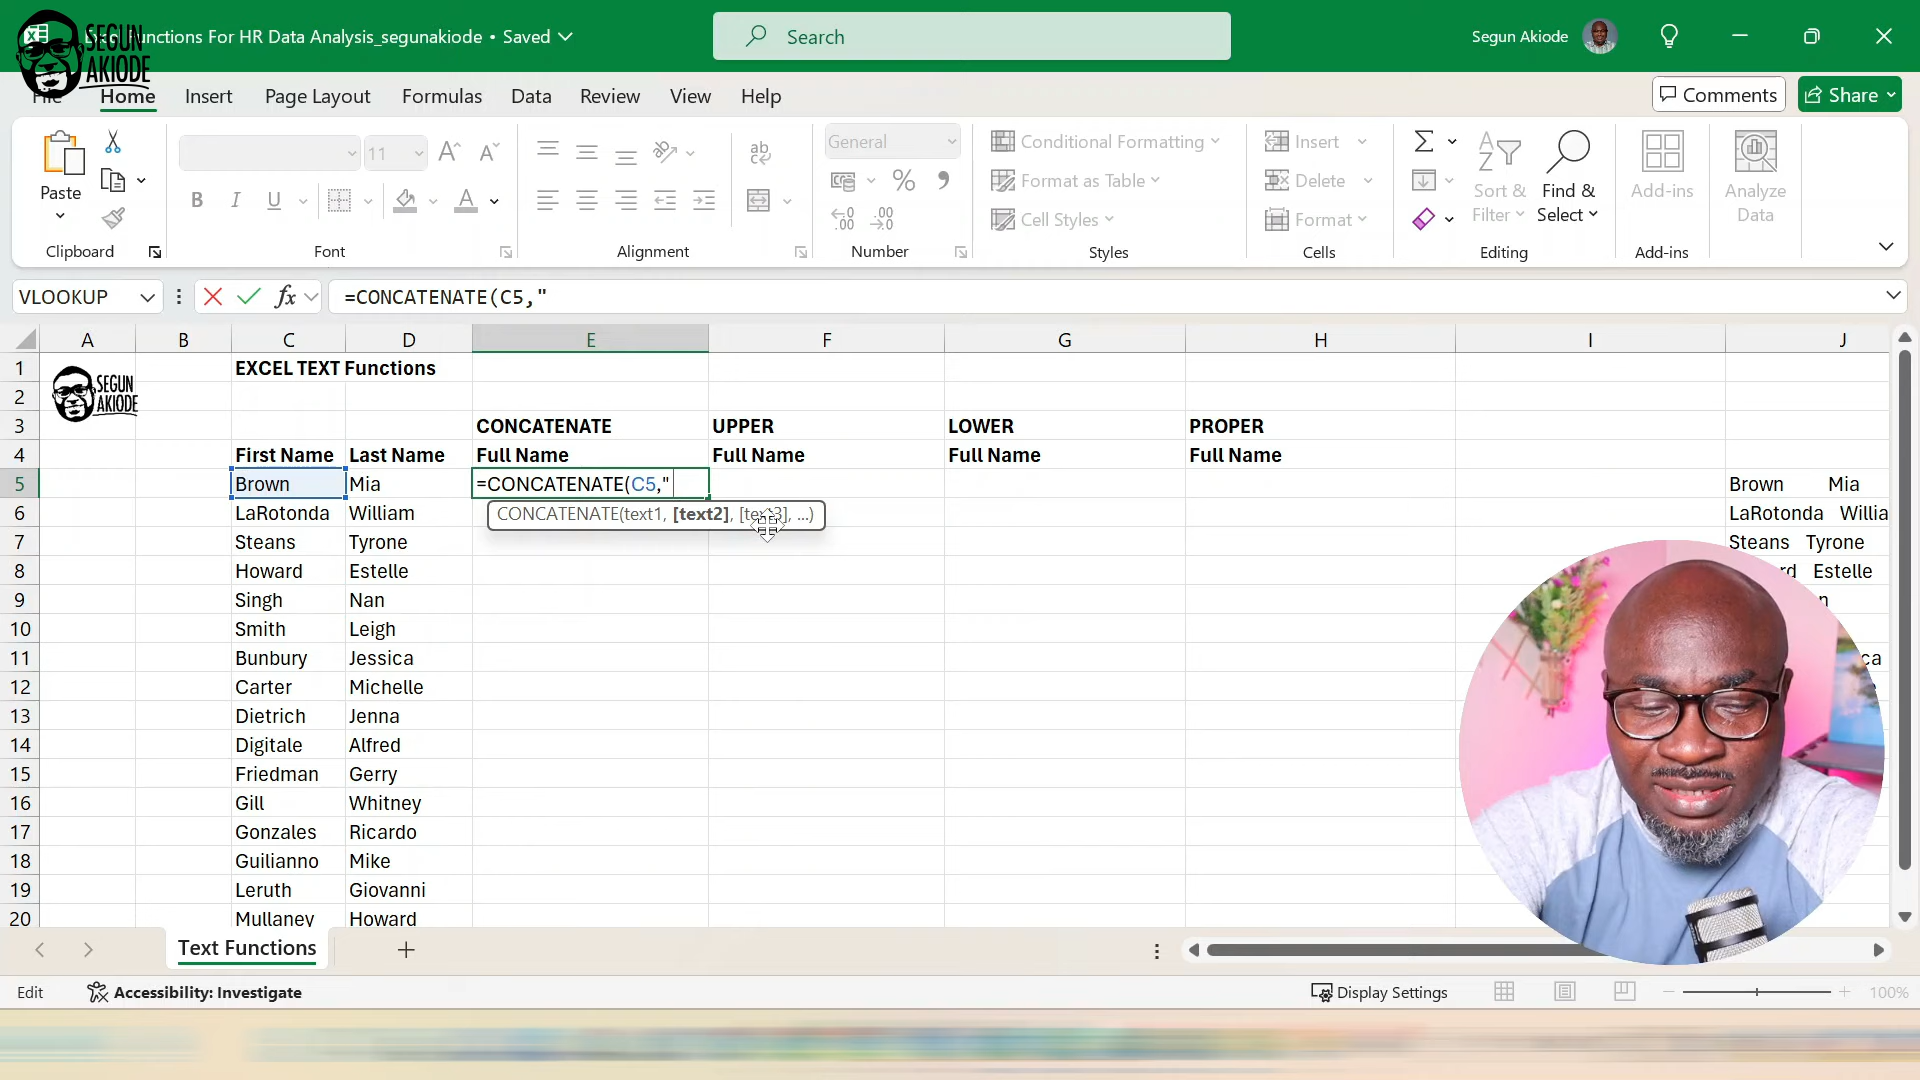 SEGUN
AKIODE
Functions For HR Data Analysis_segunakiode • Saved
Search
Segun Akiode
File
Home
Insert
Page Layout
Formulas
Data
Review
View
Help
Comments
Share
Paste
11
General
Conditional Formatting
Format as Table
Cell Styles
Insert
Delete
Format
Sort &
Filter
Find &
Select
Add-ins
Analyze
Data
Clipboard
Font
Alignment
Number
Styles
Cells
Editing
Add-ins
VLOOKUP
fx
=CONCATENATE(C5,"
A B C D E F G H I J
1 EXCEL TEXT Functions
SEGUN
AKIODE
2
3 CONCATENATE UPPER LOWER PROPER
4 First Name Last Name Full Name Full Name Full Name Full Name
5 Brown Mia =CONCATENATE(C5," Brown Mia
CONCATENATE(text1, [text2], [text3], ...)
6 LaRotonda William LaRotonda Willia
7 Steans Tyrone Steans Tyrone
8 Howard Estelle rd Estelle
9 Singh Nan n
10 Smith Leigh
11 Bunbury Jessica ca
12 Carter Michelle
13 Dietrich Jenna
14 Digitale Alfred
15 Friedman Gerry
16 Gill Whitney
17 Gonzales Ricardo
18 Guilianno Mike
19 Leruth Giovanni
20 Mullaney Howard
Text Functions
Edit
Accessibility: Investigate
Display Settings
100%